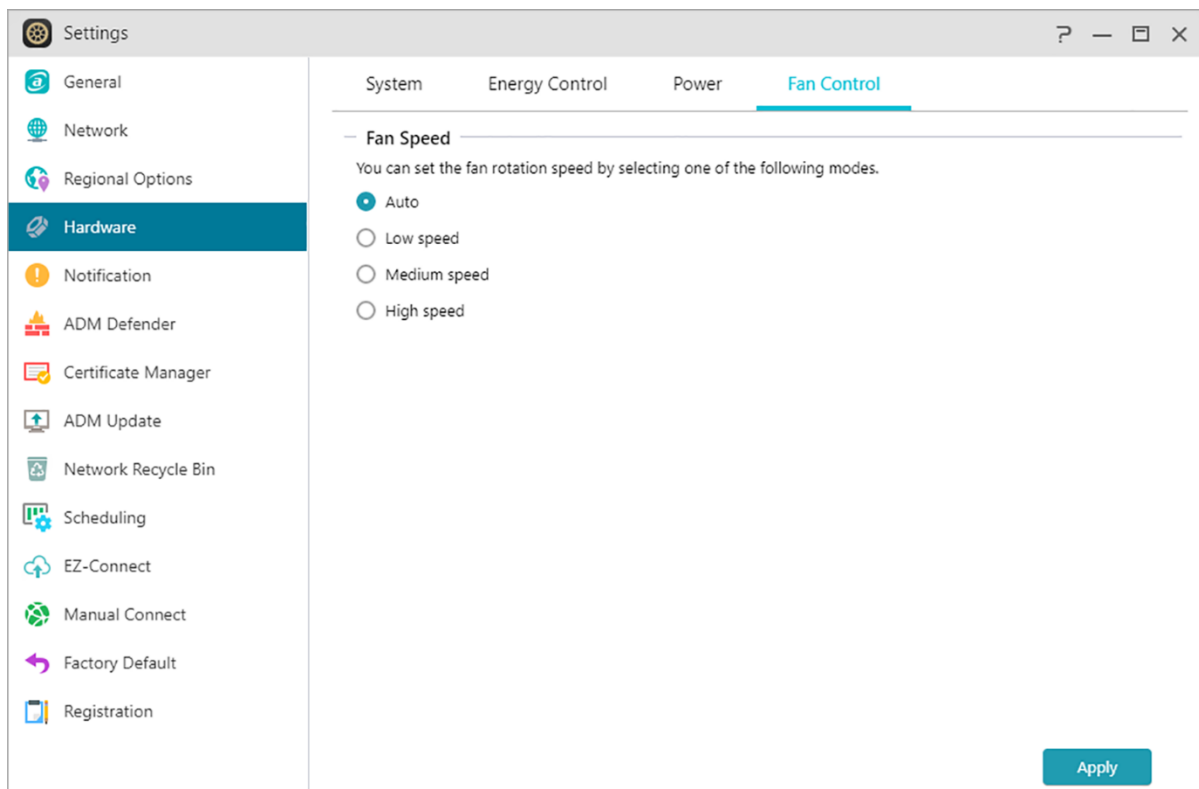 Settings
General
Network
Regional Options
Hardware
Notification
ADM Defender
Certificate Manager
ADM Update
Network Recycle Bin
Scheduling
EZ-Connect
Manual Connect
Factory Default
Registration
System Energy Control Power Fan Control
Fan Speed
You can set the fan rotation speed by selecting one of the following modes.
Auto
Low speed
Medium speed
High speed
Apply